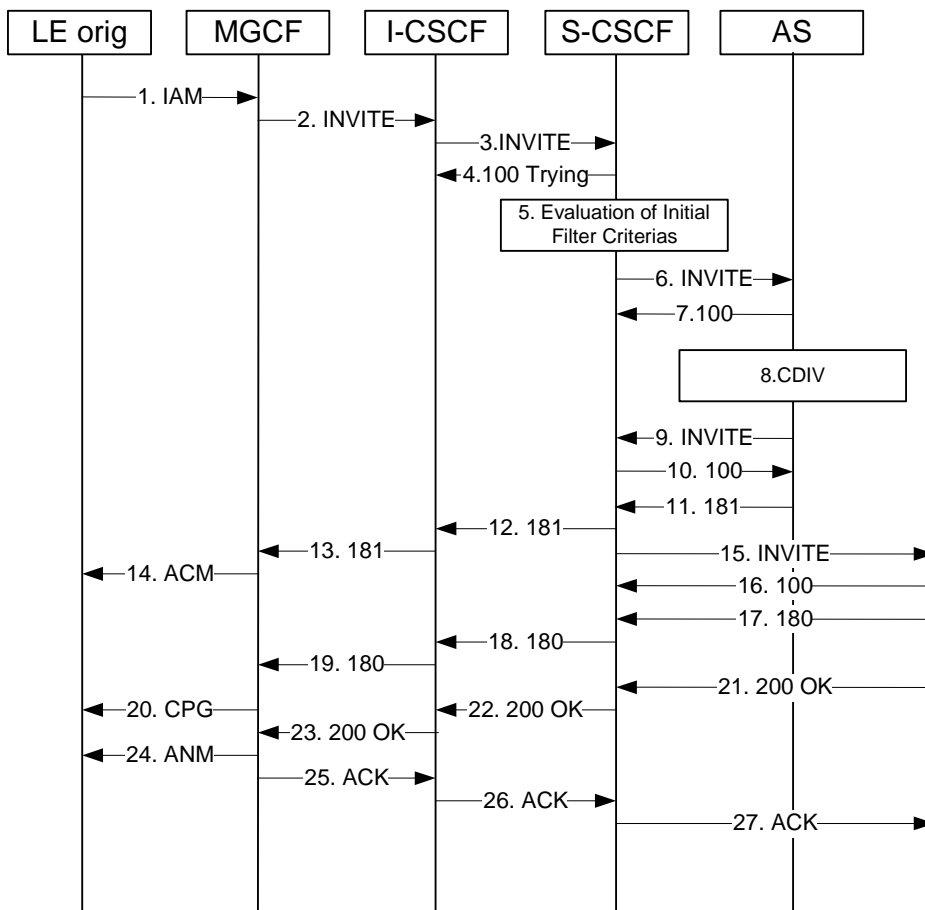 LE orig
MGCF
I-CSCF
S-CSCF
AS
1. IAM
2. INVITE
3.INVITE
4.100 Trying
5. Evaluation of Initial
Filter Criterias
6. INVITE
7.100
8.CDIV
9. INVITE
10. 100
11. 181
12. 181
13. 181
14. ACM
15. INVITE
16. 100
17. 180
18. 180
19. 180
20. CPG
21. 200 OK
22. 200 OK
23. 200 OK
24. ANM
25. ACK
26. ACK
27. ACK